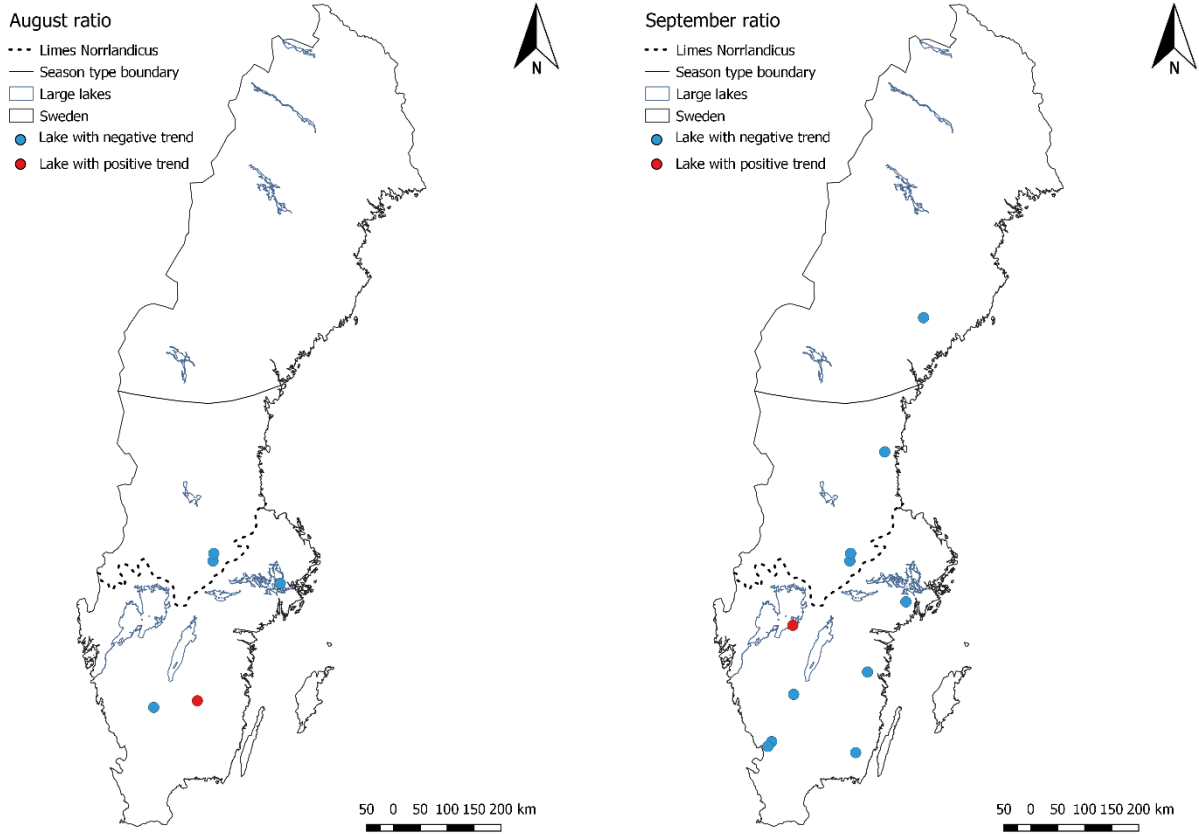 August ratio
Limes Norrlandicus
Season type boundary
Large lakes
Sweden
Lake with negative trend
Lake with positive trend
N
50 0 50 100 150 200 km
September ratio
Limes Norrlandicus
Season type boundary
Large lakes
Sweden
Lake with negative trend
Lake with positive trend
N
50 0 50 100 150 200 km